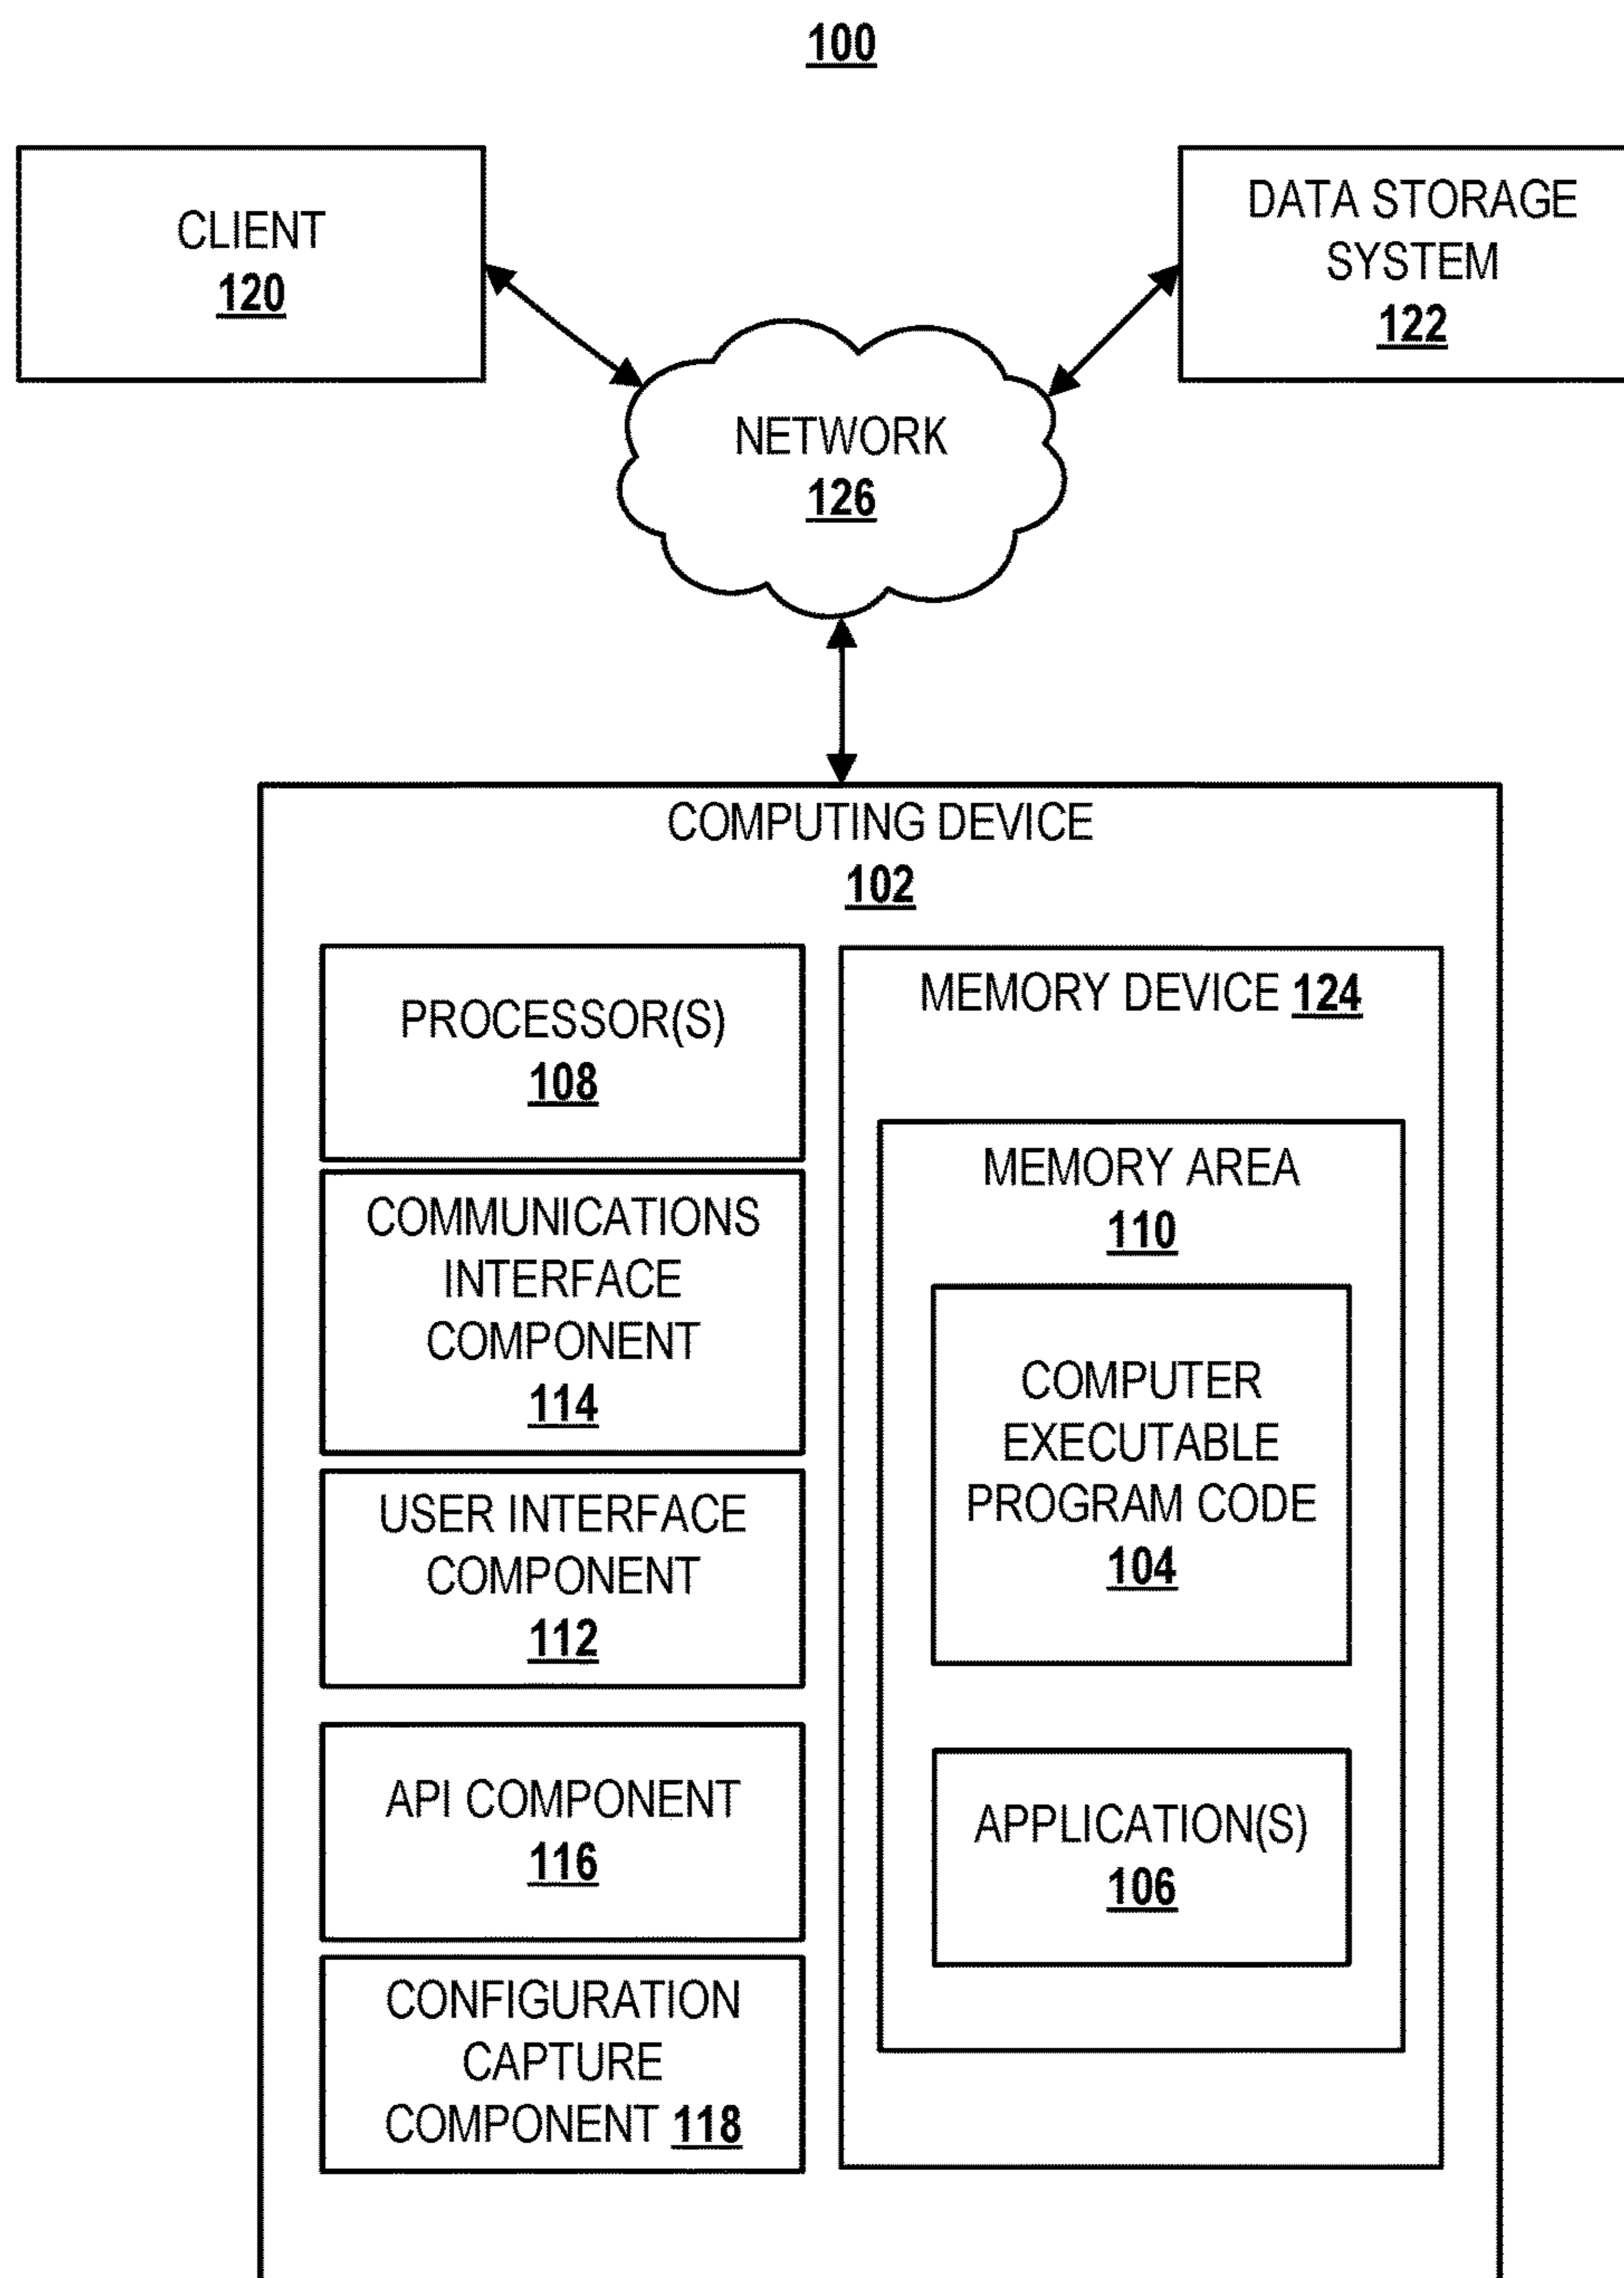 100
CLIENT
120
DATA STORAGE
SYSTEM
122
NETWORK
126
COMPUTING DEVICE
102
PROCESSOR(S)
108
COMMUNICATIONS
INTERFACE
COMPONENT
114
USER INTERFACE
COMPONENT
112
API COMPONENT
116
CONFIGURATION
CAPTURE
COMPONENT 118
MEMORY DEVICE 124
MEMORY AREA
110
COMPUTER
EXECUTABLE
PROGRAM CODE
104
APPLICATION(S)
106